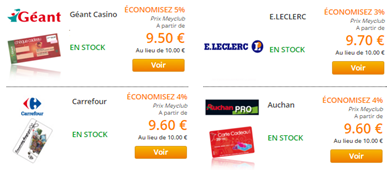 Géant
Géant Casino
EN STOCK
ÉCONOMISEZ 5%
Prix Meyclub
A partir de
9.50 €
Au lieu de 10.00 €
Voir
E.LECLERC
E.LECLERC
EN STOCK
ÉCONOMISEZ 3%
Prix Meyclub
A partir de
9.70 €
Au lieu de 10.00 €
Voir
Carrefour
Carrefour
EN STOCK
ÉCONOMISEZ 4%
Prix Meyclub
A partir de
9.60 €
Au lieu de 10.00 €
Voir
Auchan PRO
Carte Cadeau
Auchan
EN STOCK
ÉCONOMISEZ 4%
Prix Meyclub
A partir de
9.60 €
Au lieu de 10.00 €
Voir